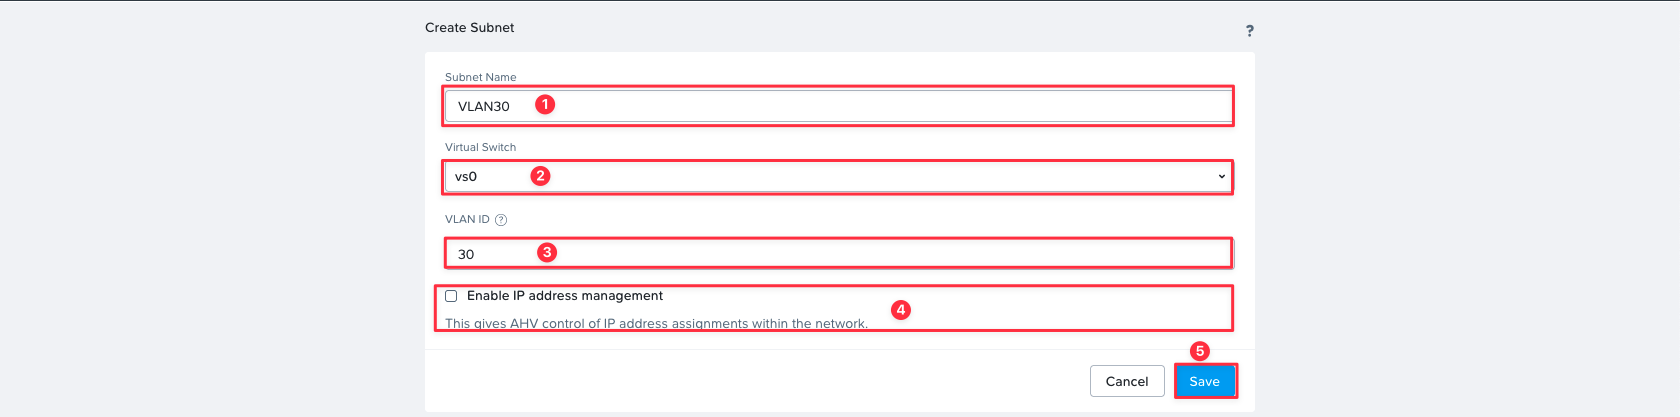 Create Subnet
?
Subnet Name
VLAN30 1
Virtual Switch
vs0 2
VLAN ID ?
30 3
Enable IP address management
4
This gives AHV control of IP address assignments within the network.
5
Cancel Save